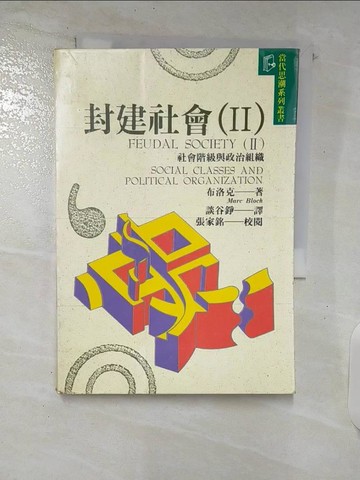 當代思潮系列叢書
封建社會(II)
FEUDAL SOCIETY (II)
社會階級與政治組織
SOCIAL CLASSES AND
POLITICAL ORGANIZATION
布洛克——著
Marc Bloch
談谷錚——譯
張家銘——校閱